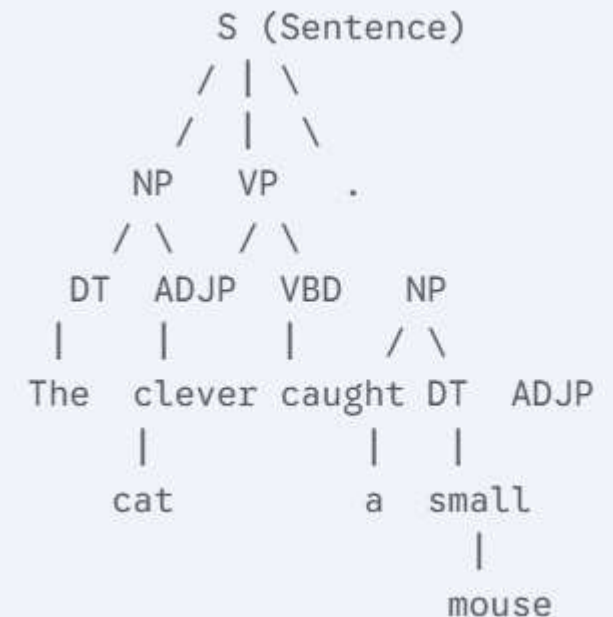 S (Sentence)
/ | \
/ | \
NP VP .
/ \ / \
DT ADJP VBD NP
| | | / \
The clever caught DT ADJP
| | |
cat a small
|
mouse